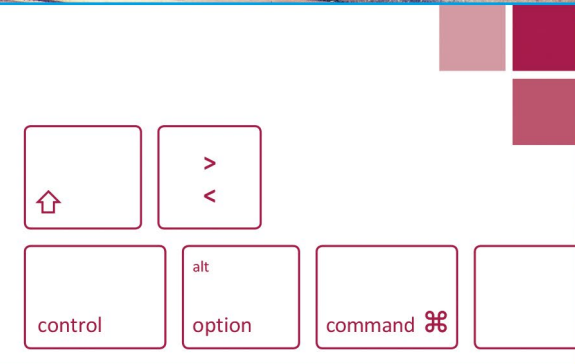 ⇧
>
<
alt
control option command ⌘